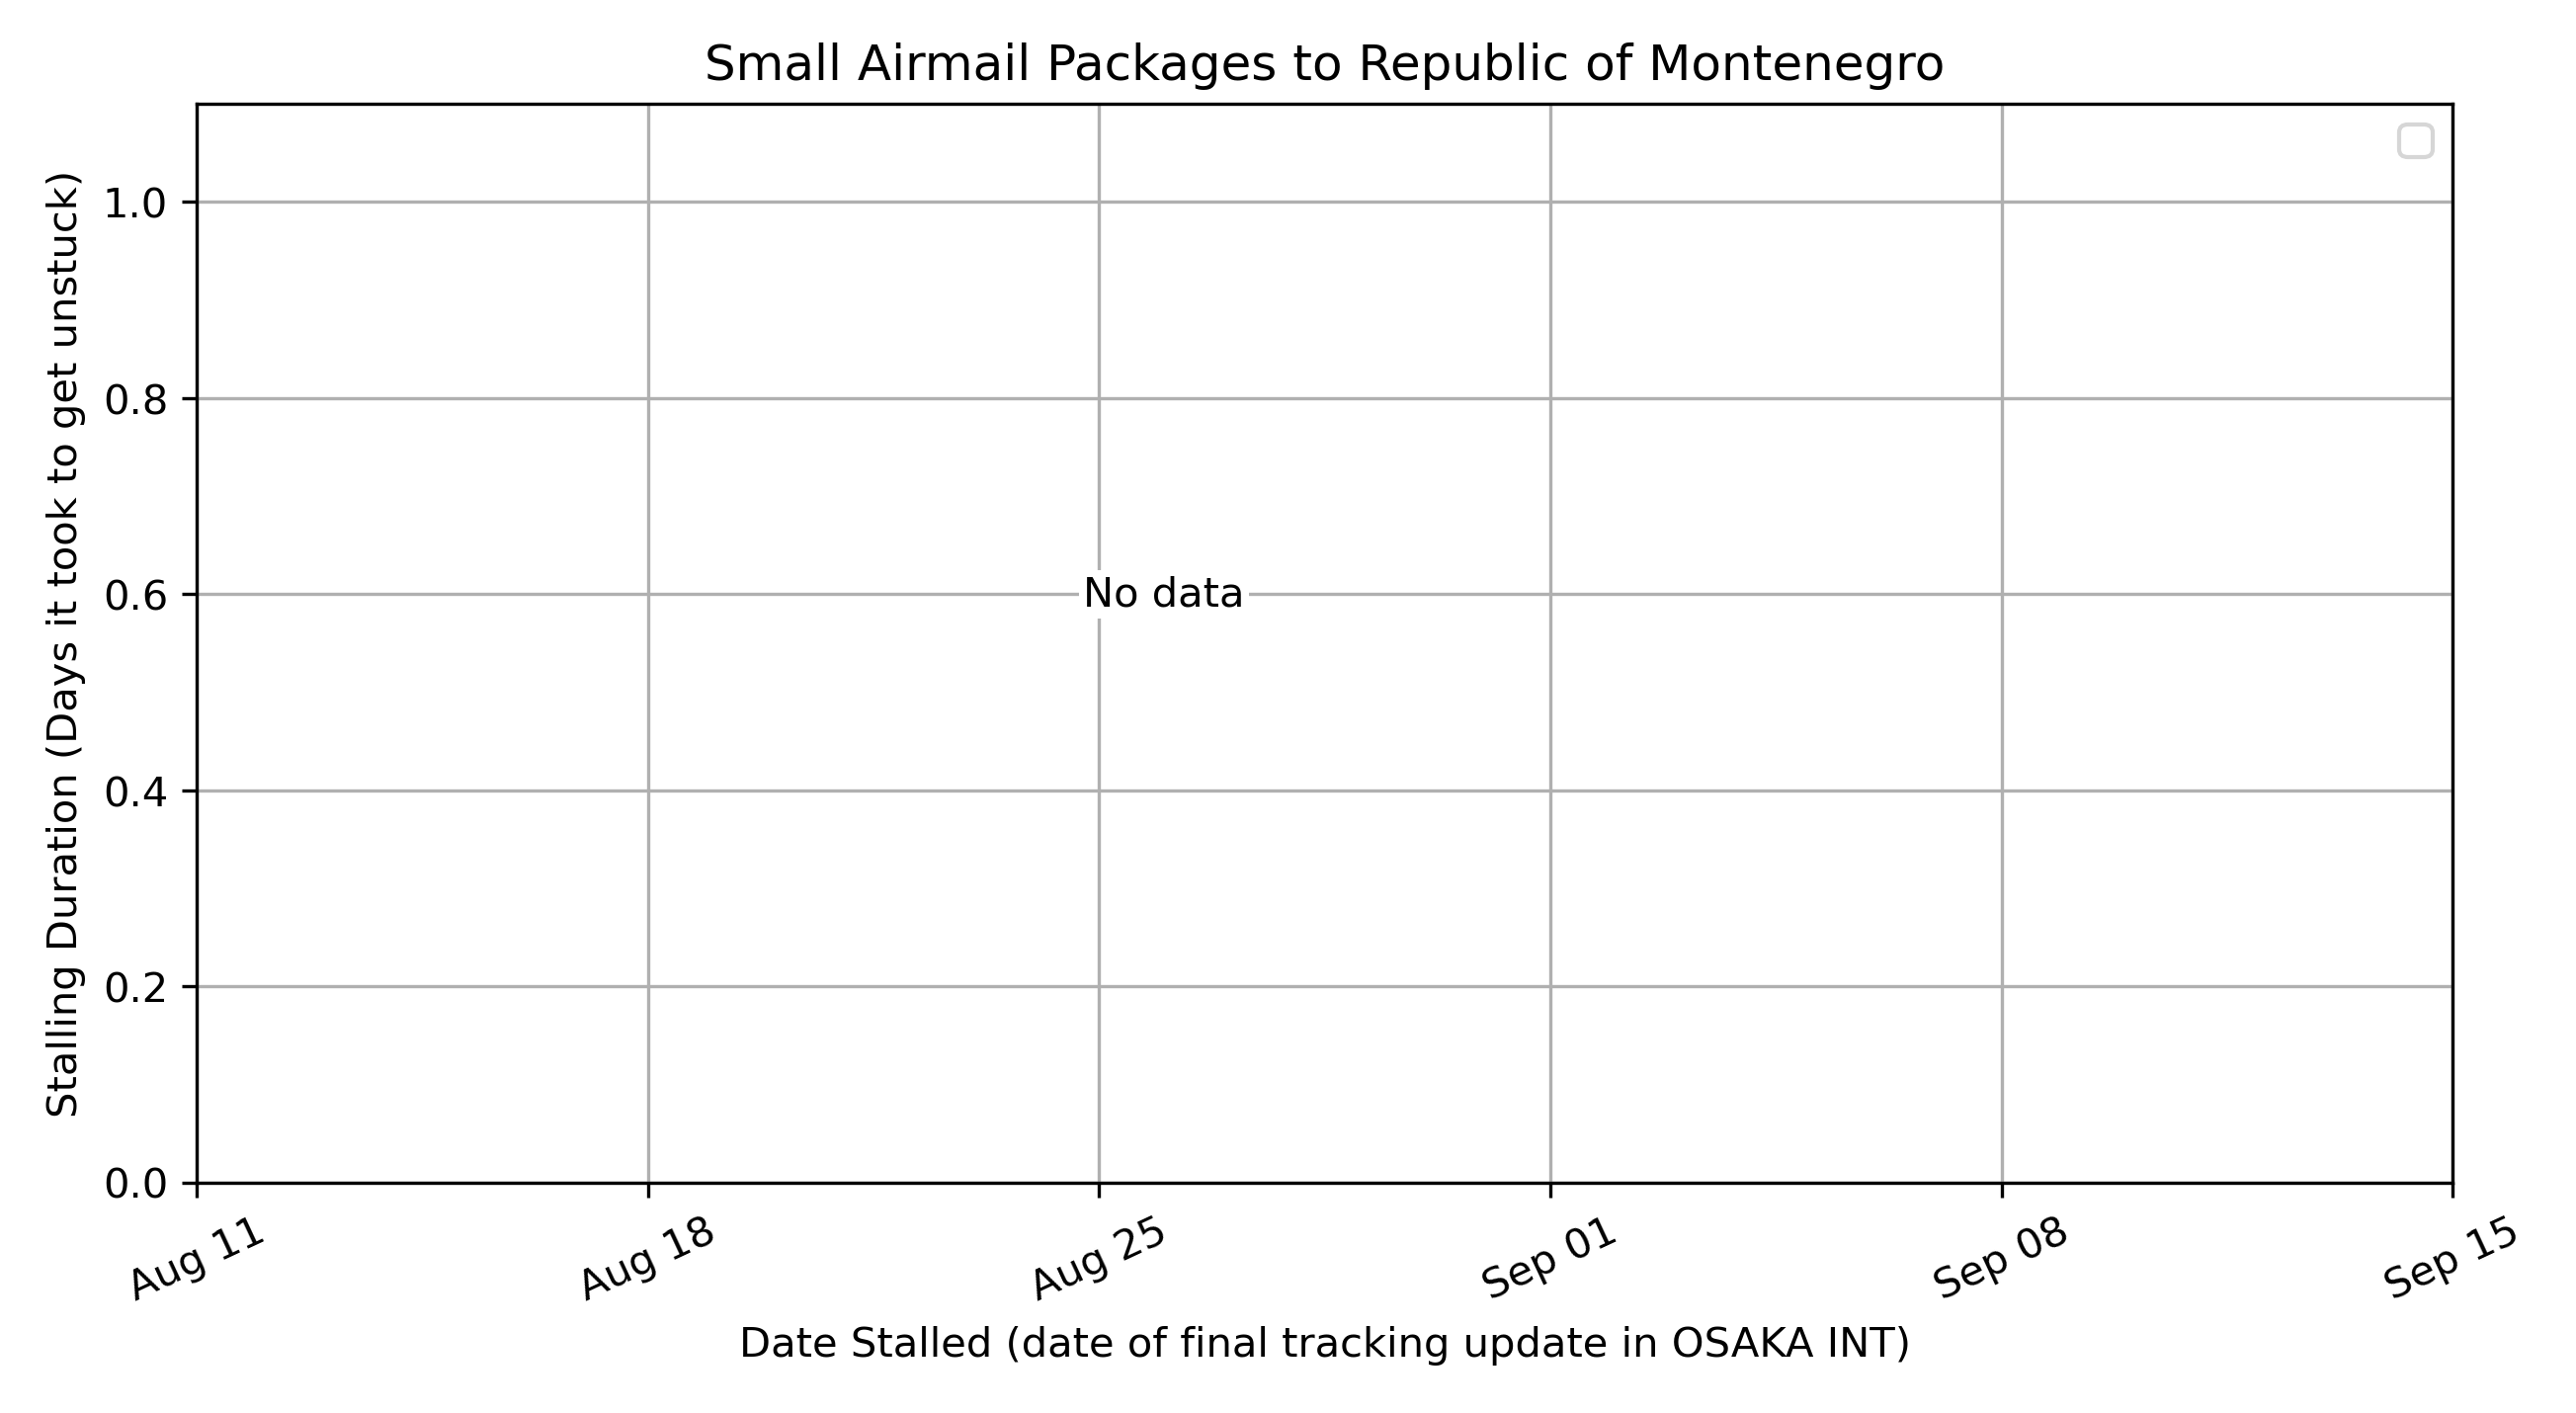 Small Airmail Packages to Republic of Montenegro
Stalling Duration (Days it took to get unstuck)
1.0
0.8
0.6
0.4
0.2
0.0
No data
Aug 11
Aug 18
Aug 25
Sep 01
Sep 08
Sep 15
Date Stalled (date of final tracking update in OSAKA INT)